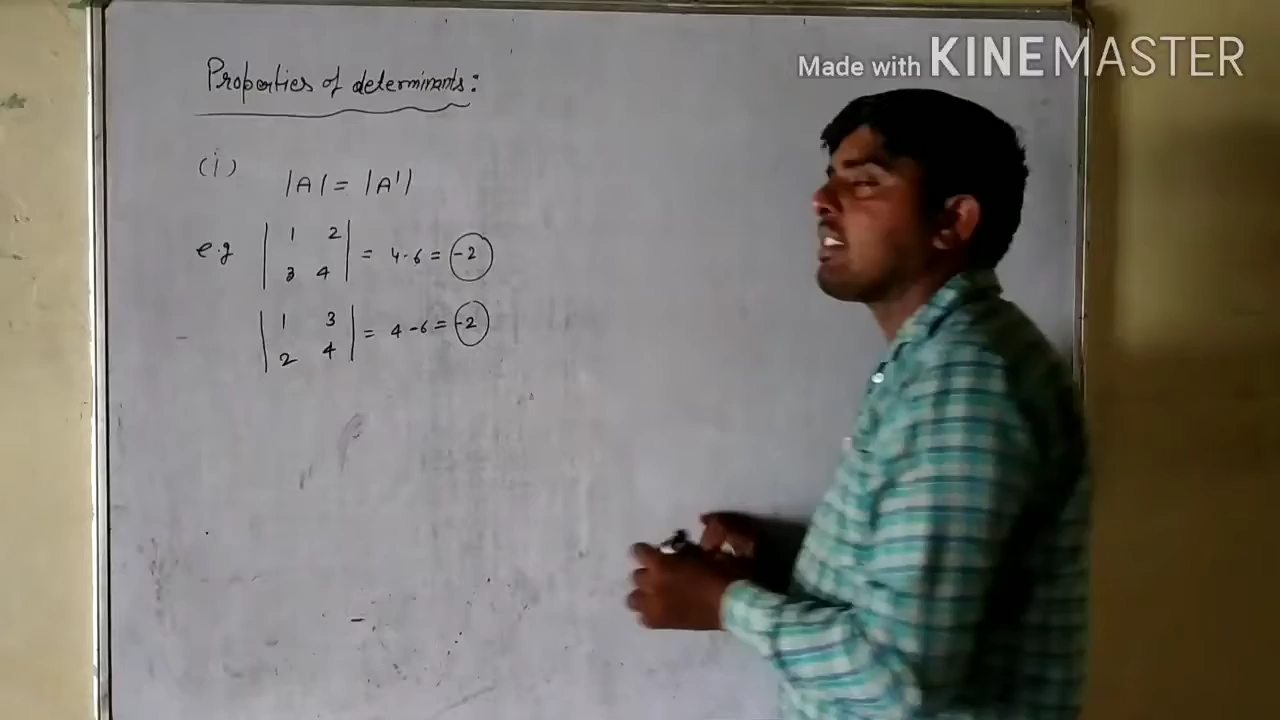 Made with KINEMASTER
Properties of determinants:
(i) |A| = |A'|
e.g | 1 2 | = 4-6 = -2
| 3 4 |
| 1 3 | = 4-6 = -2
| 2 4 |